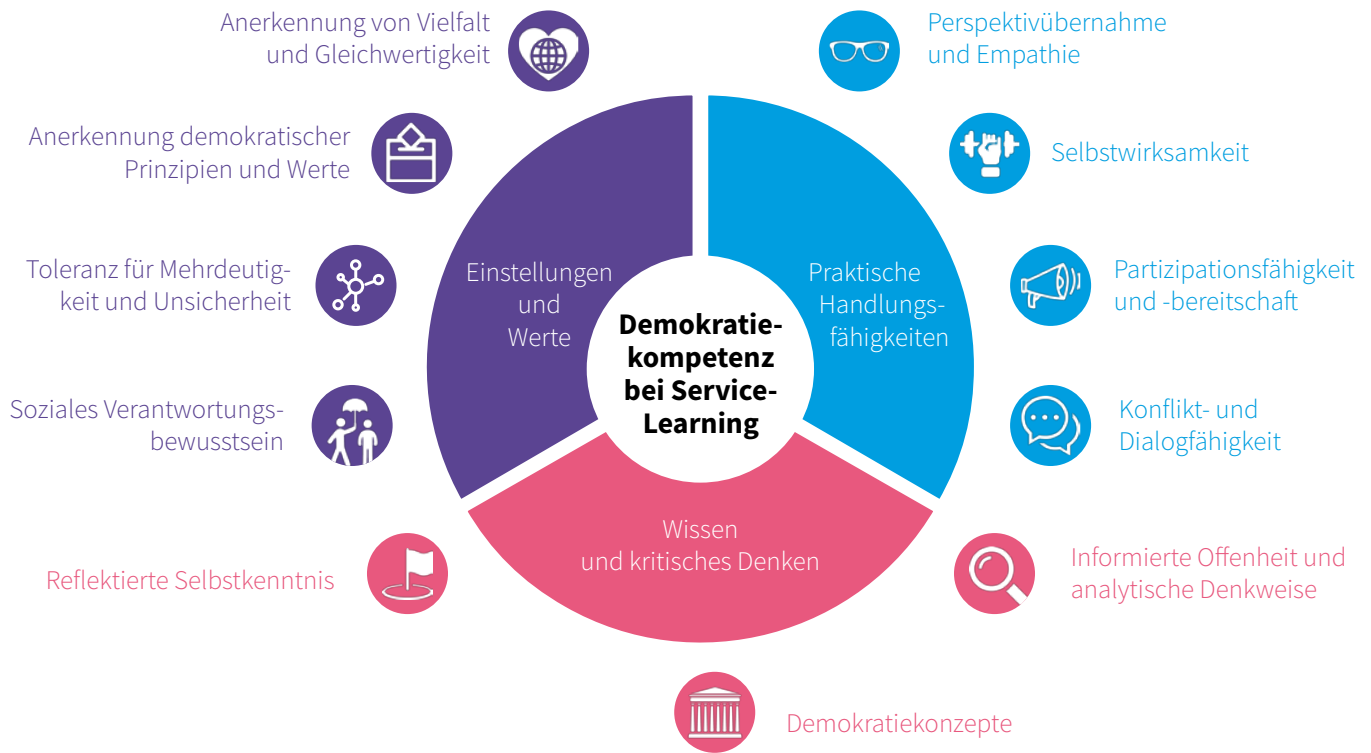 Anerkennung von Vielfalt
und Gleichwertigkeit
Perspektivübernahme
und Empathie
Anerkennung demokratischer
Prinzipien und Werte
Selbstwirksamkeit
Toleranz für Mehrdeutig-
keit und Unsicherheit
Einstellungen
und
Werte
Praktische
Handlungs-
fähigkeiten
Partizipationsfähigkeit
und -bereitschaft
Demokratie-
kompetenz
bei Service-
Learning
Soziales Verantwortungs-
bewusstsein
Konflikt- und
Dialogfähigkeit
Wissen
und kritisches Denken
Reflektierte Selbstkenntnis
Informierte Offenheit und
analytische Denkweise
Demokratiekonzepte